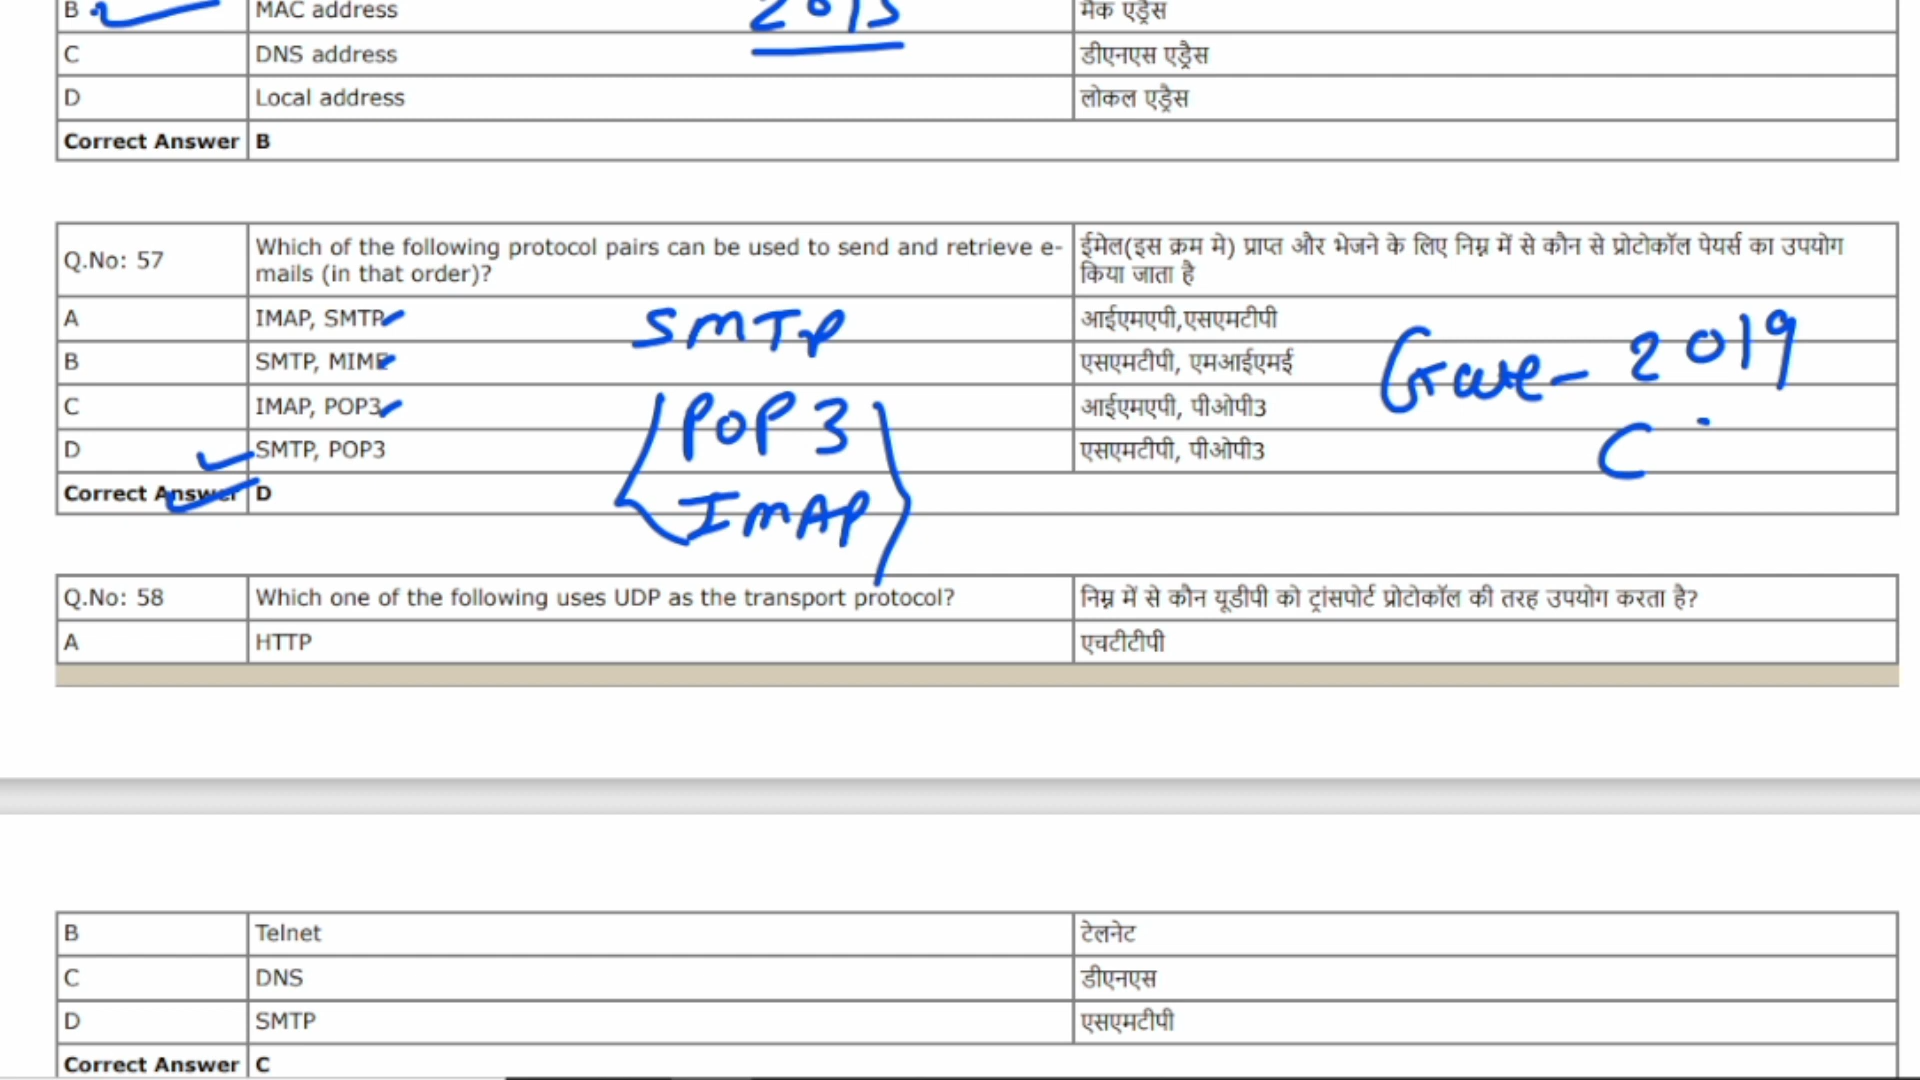 B MAC address मैक एड्रैस
2015
C DNS address डीएनएस एड्रैस
D Local address लोकल एड्रैस
Correct Answer B
Q.No: 57 Which of the following protocol pairs can be used to send and retrieve e-
mails (in that order)?
ईमेल(इस क्रम मे) प्राप्त और भेजने के लिए निम्न में से कौन से प्रोटोकॉल पेयर्स का उपयोग
किया जाता है
A IMAP, SMTP आईएमएपी,एसएमटीपी
B SMTP, MIME एसएमटीपी, एमआईएमई
C IMAP, POP3 आईएमएपी, पीओपी3
D SMTP, POP3 एसएमटीपी, पीओपी3
Correct Answer D
SMTP
POP3
IMAP
Gate- 2019
C
Q.No: 58 Which one of the following uses UDP as the transport protocol? निम्न में से कौन यूडीपी को ट्रांसपोर्ट प्रोटोकॉल की तरह उपयोग करता है?
A HTTP एचटीटीपी
B Telnet टेलनेट
C DNS डीएनएस
D SMTP एसएमटीपी
Correct Answer C